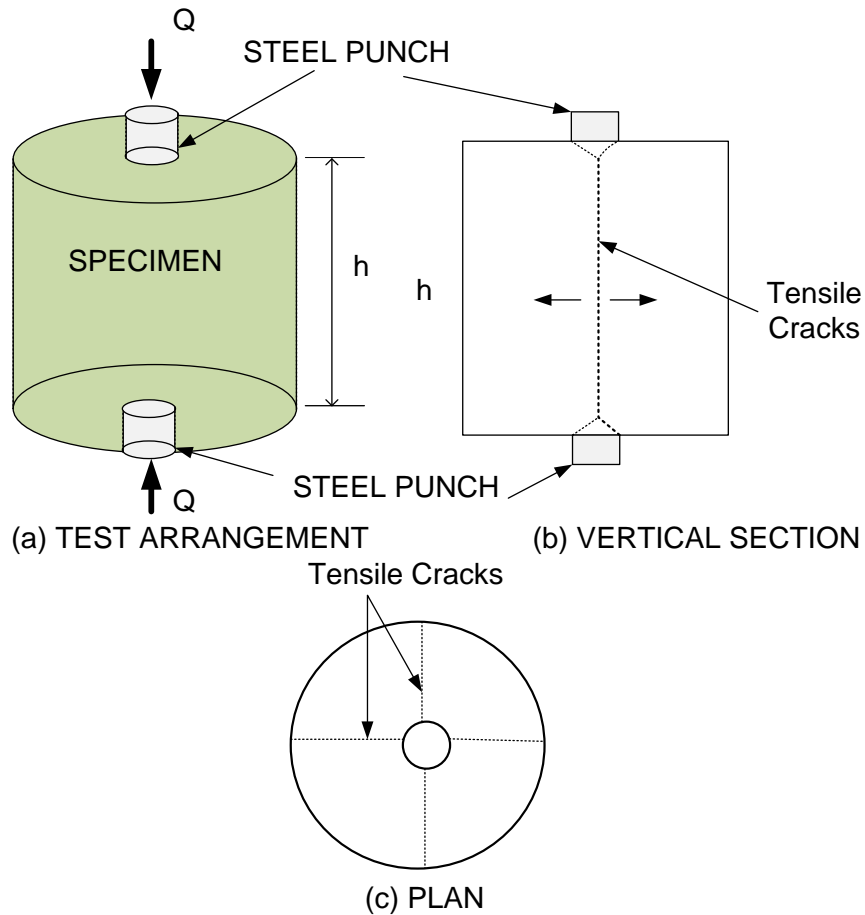 Q
STEEL PUNCH
SPECIMEN
h
h
Tensile
Cracks
STEEL PUNCH
Q
(a) TEST ARRANGEMENT
(b) VERTICAL SECTION
Tensile Cracks
(c) PLAN